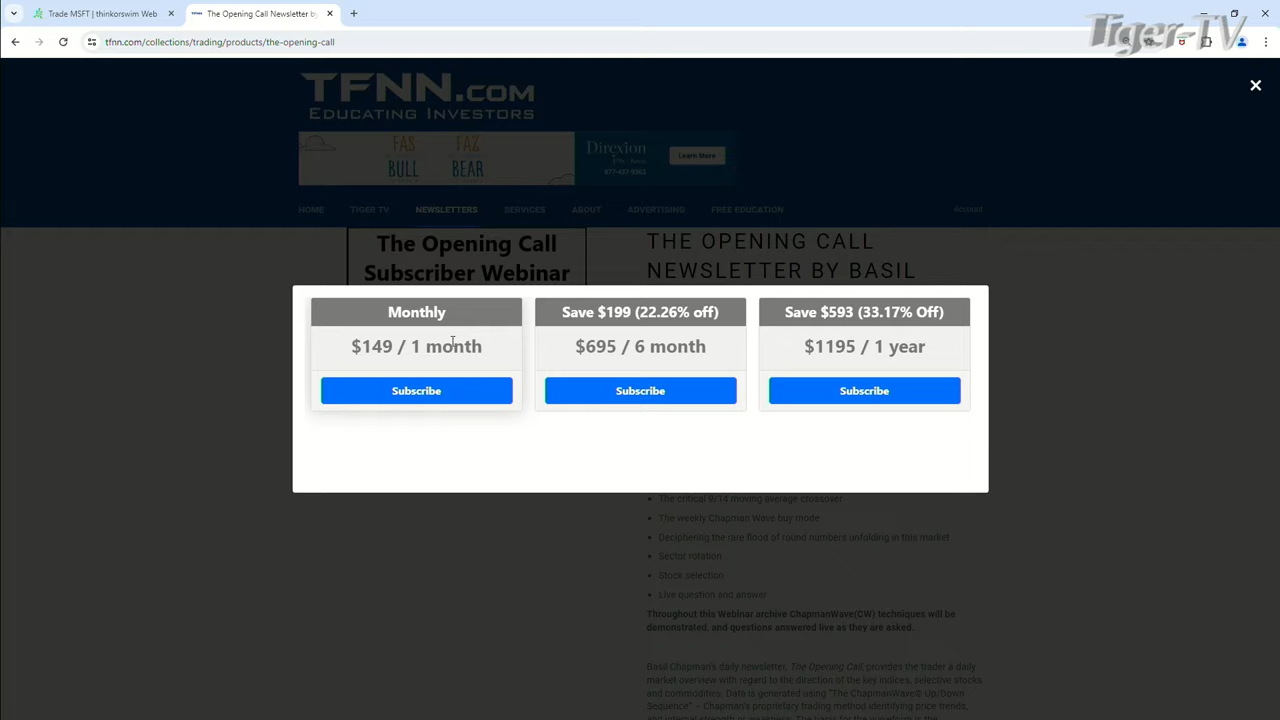 Trade MSFT | thinkorswim Web
The Opening Call Newsletter by
Tiger-TV
tfnn.com/collections/trading/products/the-opening-call
TFNN.COM
EDUCATING INVESTORS
FAS BULL
FAZ BEAR
Direxion
877-437-9363
Learn More
HOME TIGER TV NEWSLETTERS SERVICES ABOUT ADVERTISING FREE EDUCATION Account
The Opening Call
Subscriber Webinar
THE OPENING CALL
NEWSLETTER BY BASIL
Monthly
$149 / 1 month
Subscribe
Save $199 (22.26% off)
$695 / 6 month
Subscribe
Save $593 (33.17% Off)
$1195 / 1 year
Subscribe
The critical 9/14 moving average crossover
The weekly Chapman Wave buy mode
Deciphering the rare flood of round numbers unfolding in this market
Sector rotation
Stock selection
Live question and answer
Throughout this Webinar archive ChapmanWave(CW) techniques will be
demonstrated, and questions answered live as they are asked.
Basil Chapman's daily newsletter, The Opening Call, provides the trader a daily
market overview with regard to the direction of the key indices, selective stocks
and commodities. Data is generated using "The ChapmanWave® Up/Down
Sequence" – Chapman's proprietary trading method identifying price trends,